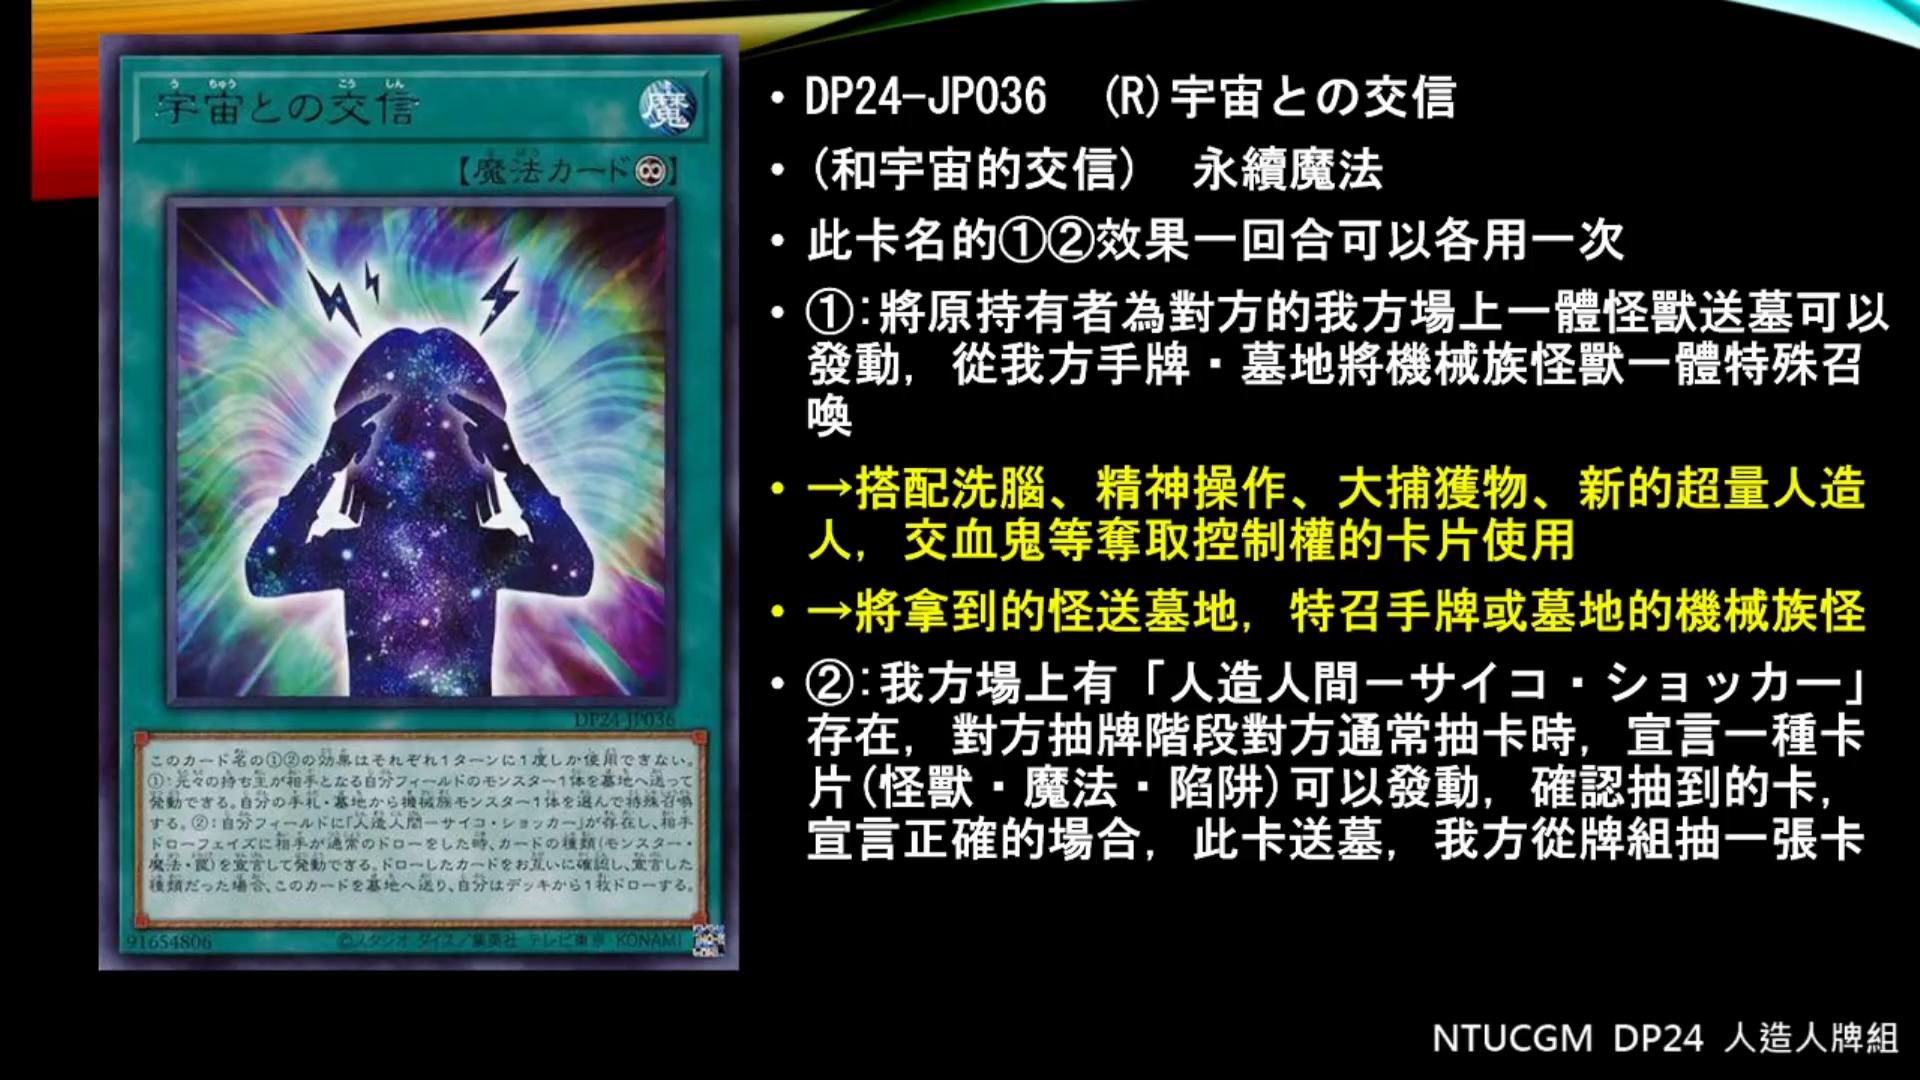 宇宙との交信
魔
【魔法カード∞】
DP24-JP036
このカード名の①②の効果はそれぞれ1ターンに1度しか使用できない。
①：元々の持ち主が相手となる自分フィールドのモンスター1体を墓地へ送って
発動できる。自分の手札・墓地から機械族モンスター1体を選んで特殊召喚
する。②：自分フィールドに「人造人間－サイコ・ショッカー」が存在し、相手
ドローフェイズに相手が通常のドローをした時、カードの種類（モンスター・
魔法・罠）を宣言して発動できる。ドローしたカードをお互いに確認し、宣言した
種類だった場合、このカードを墓地へ送り、自分はデッキから1枚ドローする。
91654806
©スタジオ・ダイス／集英社・テレビ東京・KONAMI
• DP24-JP036 (R)宇宙との交信
• (和宇宙的交信) 永續魔法
• 此卡名的①②效果一回合可以各用一次
• ①:將原持有者為對方的我方場上一體怪獸送墓可以
發動，從我方手牌・墓地將機械族怪獸一體特殊召
喚
• →搭配洗腦、精神操作、大捕獲物、新的超量人造
人，交血鬼等奪取控制權的卡片使用
• →將拿到的怪送墓地，特召手牌或墓地的機械族怪
• ②:我方場上有「人造人間－サイコ・ショッカー」
存在，對方抽牌階段對方通常抽卡時，宣言一種卡
片(怪獸・魔法・陷阱)可以發動，確認抽到的卡，
宣言正確的場合，此卡送墓，我方從牌組抽一張卡
NTUCGM DP24 人造人牌組